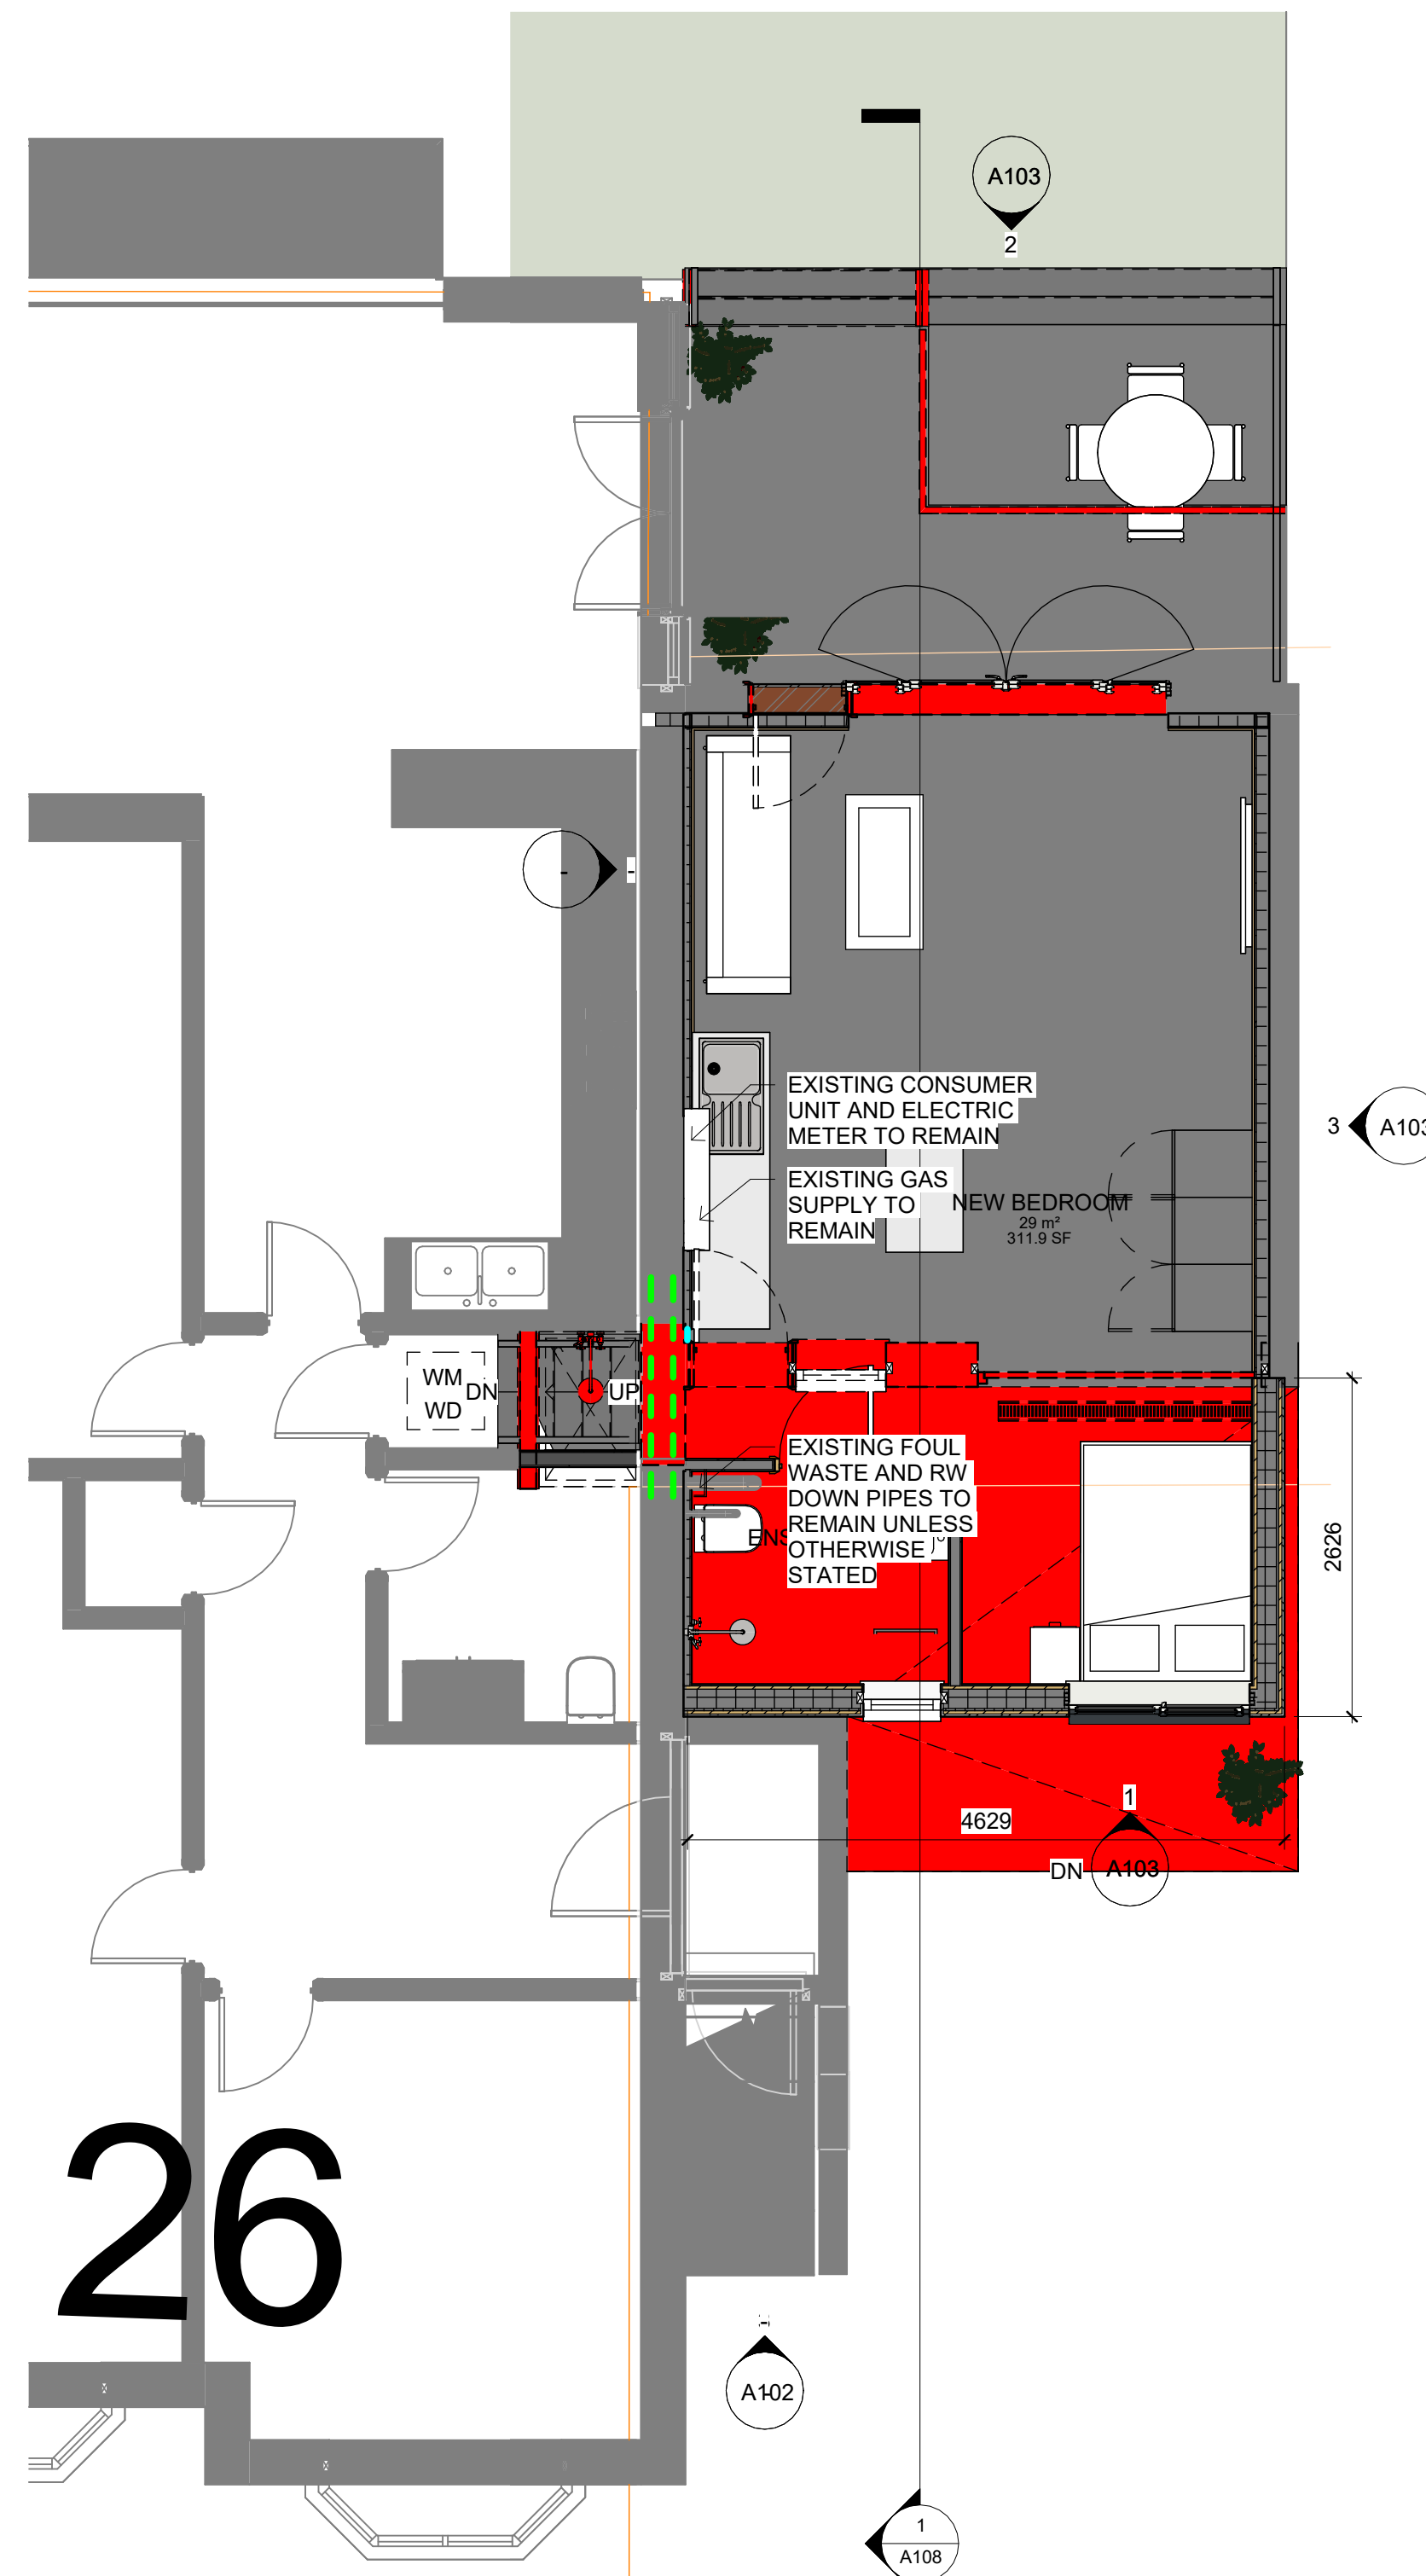 A103
2
-
-
EXISTING CONSUMER
UNIT AND ELECTRIC
METER TO REMAIN
3
A103
EXISTING GAS
SUPPLY TO
REMAIN
NEW BEDROOM
29 m²
311.9 SF
WM
WD
DN
UP
EXISTING FOUL
WASTE AND RW
DOWN PIPES TO
REMAIN UNLESS
OTHERWISE
STATED
ENS
2626
4629
1
DN
A103
26
A102
1
A108